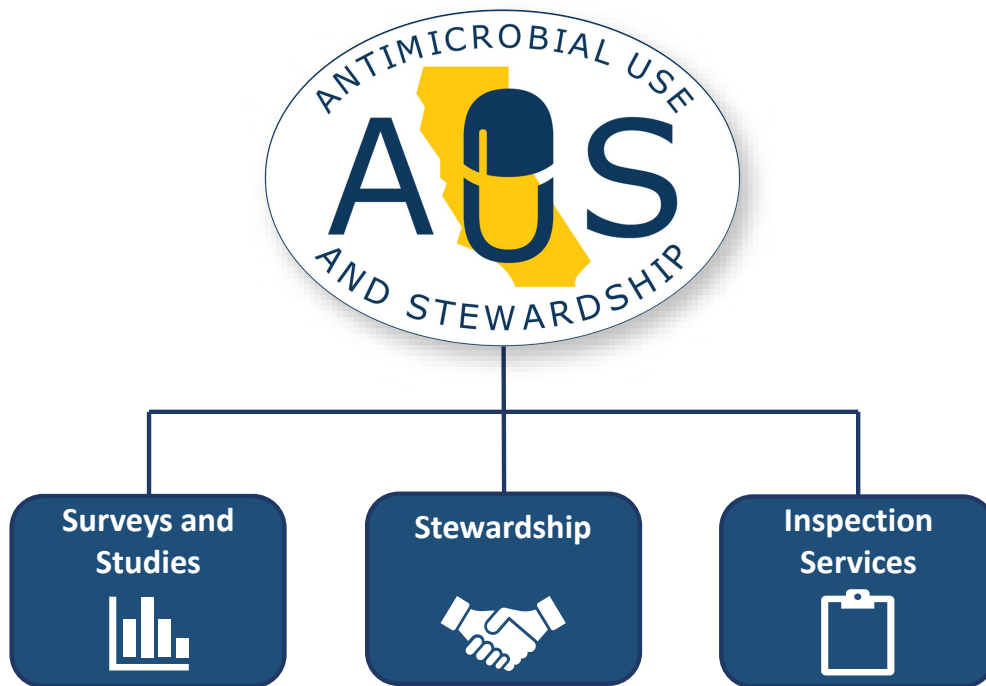 ANTIMICROBIAL USE
AUS
AND STEWARDSHIP
Surveys and
Studies
Stewardship
Inspection
Services